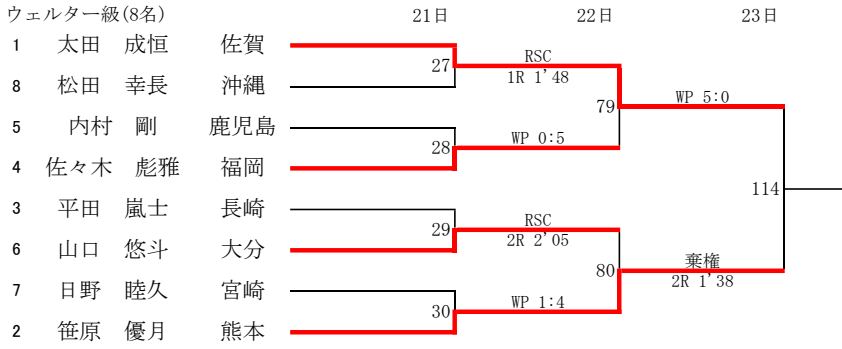 ウェルター級(8名) 21日 22日 23日
1 太田 成恒 佐賀
27 RSC
1R 1'48
8 松田 幸長 沖縄
79 WP 5:0
5 内村 剛 鹿児島
28 WP 0:5
4 佐々木 彪雅 福岡
114
3 平田 嵐士 長崎
29 RSC
2R 2'05
6 山口 悠斗 大分
80 棄権
2R 1'38
7 日野 睦久 宮崎
30 WP 1:4
2 笹原 優月 熊本